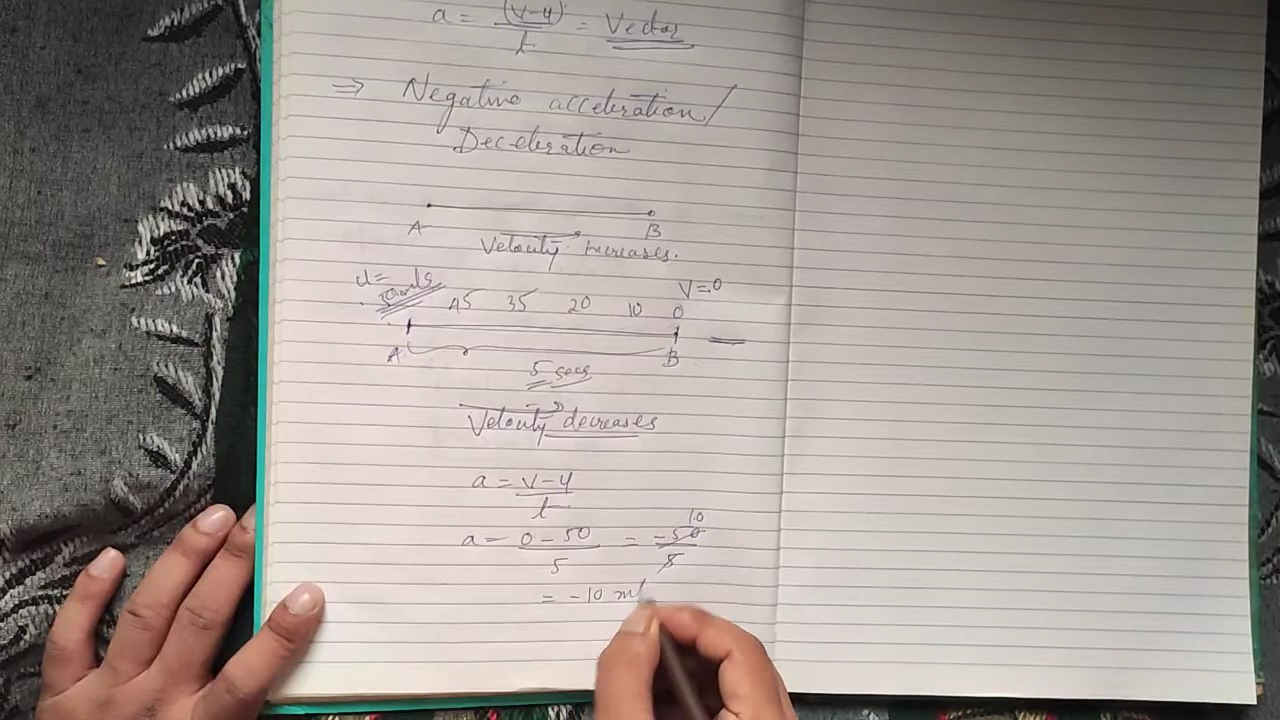 a = (v-u) = Vector
t
⇒ Negative acceleration/
Deceleration
A B
Velocity increases.
u= 50m/s 45 35 20 10 0 V=0
A B
5 secs
Velocity decreases
a = v-u
t
a = 0-50 = -50 10
5 5
= -10 m/